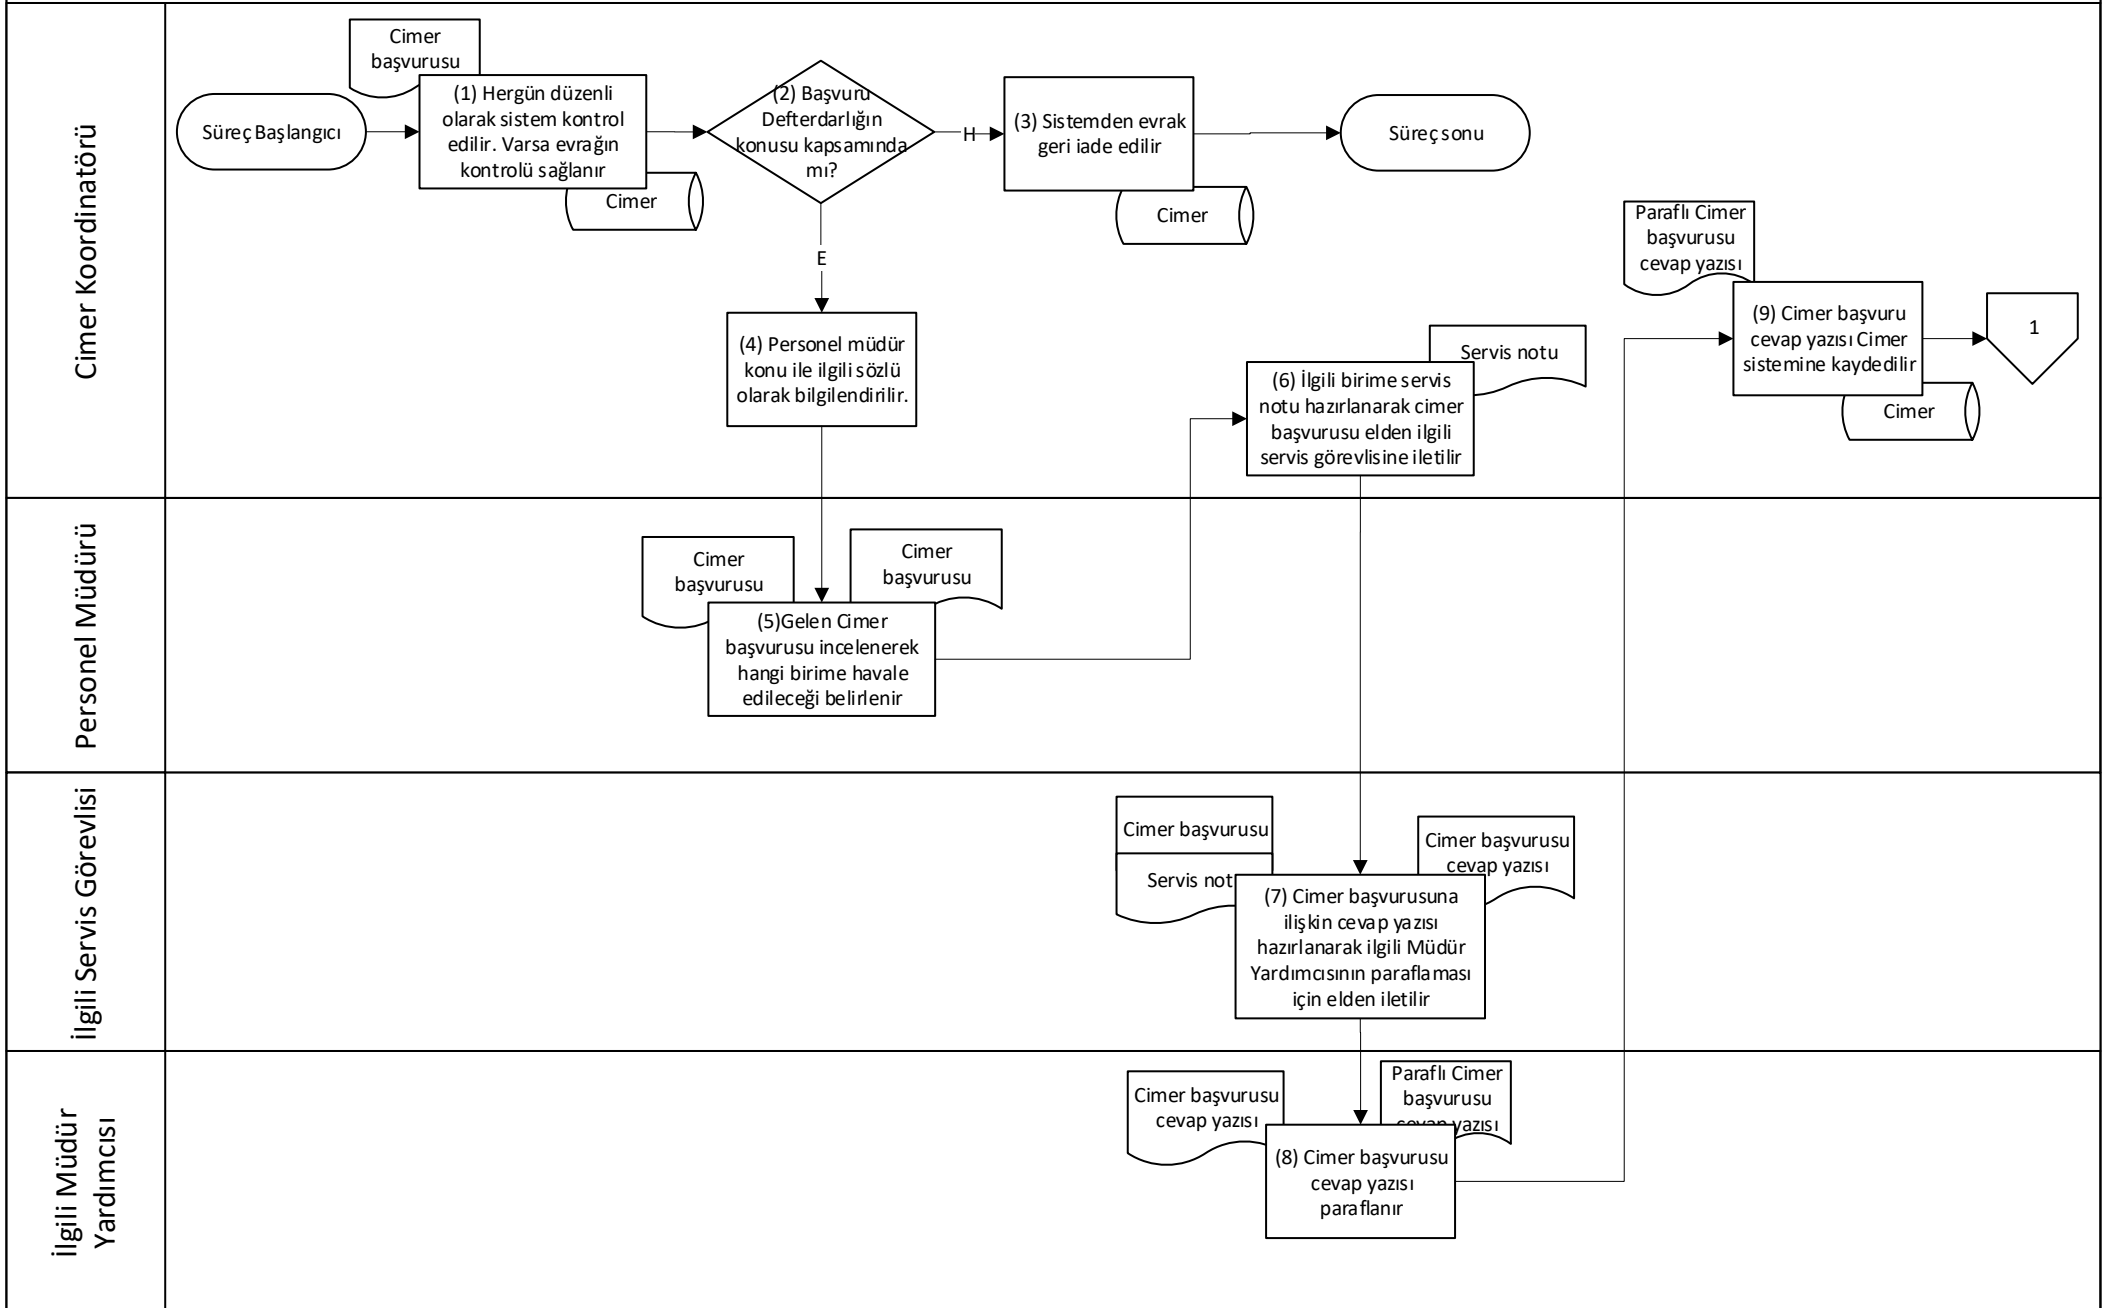 Cimer Koordinatörü
Cimer
başvurusu
Süreç Başlangıcı
(1) Hergün düzenli
olarak sistem kontrol
edilir. Varsa evrağın
kontrolü sağlanır
Cimer
(2) Başvuru
Defterdarlığın
konusu kapsamında
mı?
H
E
(3) Sistemden evrak
geri iade edilir
Cimer
Süreç sonu
(4) Personel müdür
konu ile ilgili sözlü
olarak bilgilendirilir.
Servis notu
(6) İlgili birime servis
notu hazırlanarak cimer
başvurusu elden ilgili
servis görevlisine iletilir
Paraflı Cimer
başvurusu
cevap yazısı
(9) Cimer başvuru
cevap yazısı Cimer
sistemine kaydedilir
Cimer
1
Personel Müdürü
Cimer
başvurusu
Cimer
başvurusu
(5)Gelen Cimer
başvurusu incelenerek
hangi birime havale
edileceği belirlenir
İlgili Servis Görevlisi
Cimer başvurusu
Servis not
Cimer başvurusu
cevap yazısı
(7) Cimer başvurusuna
ilişkin cevap yazısı
hazırlanarak ilgili Müdür
Yardımcısının paraflaması
için elden iletilir
İlgili Müdür
Yardımcısı
Cimer başvurusu
cevap yazısı
Paraflı Cimer
başvurusu
cevap yazısı
(8) Cimer başvurusu
cevap yazısı
paraflanır